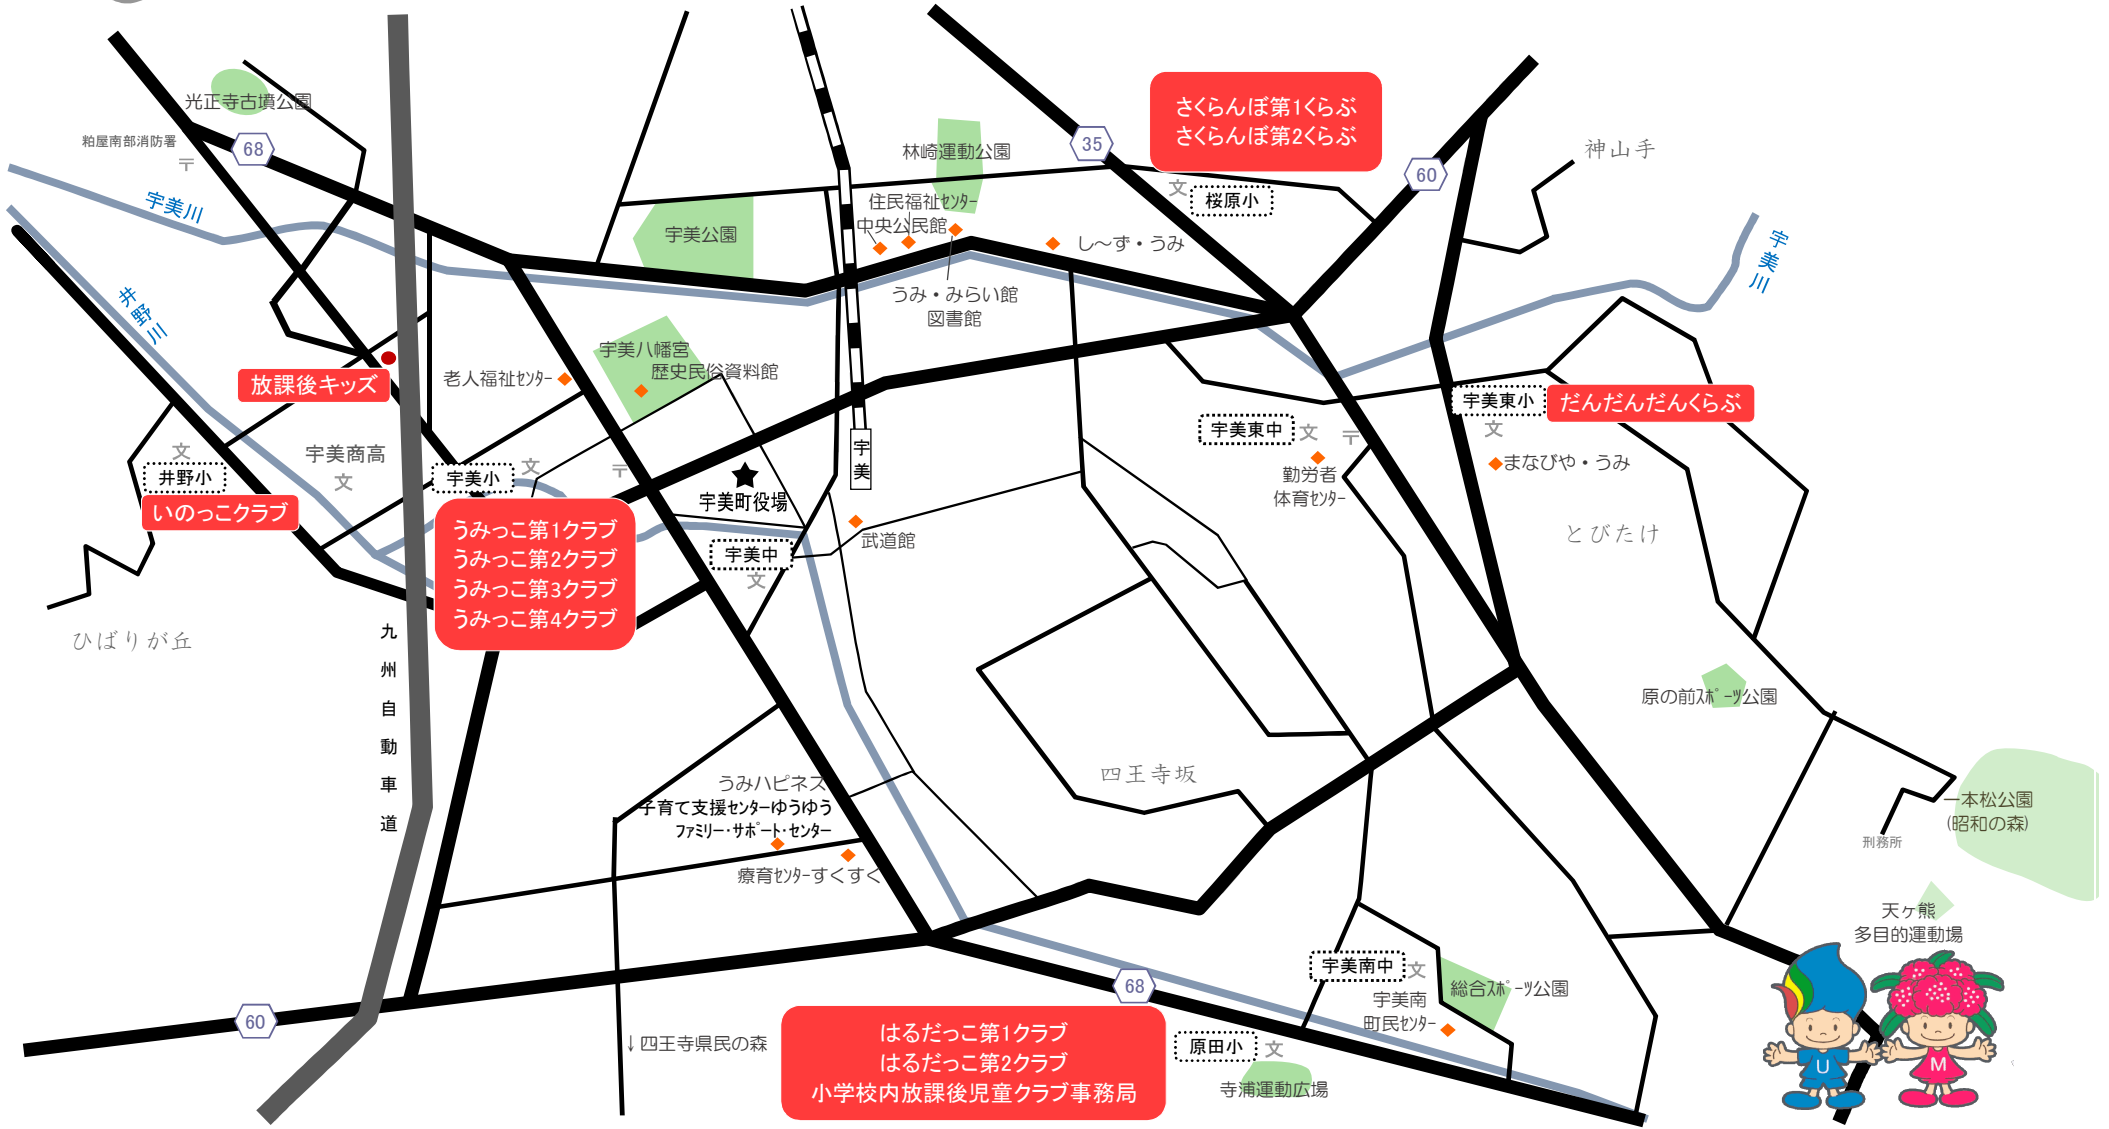 光正寺古墳公園
粕屋南部消防署
〒
68
宇美川
井野川
放課後キッズ
老人福祉ｾﾝﾀｰ
宇美商高
文
文
井野小
いのっこクラブ
宇美小
文
うみっこ第1クラブ
うみっこ第2クラブ
うみっこ第3クラブ
うみっこ第4クラブ
ひばりが丘
九州自動車道
宇美公園
宇美八幡宮
歴史民俗資料館
〒
宇美町役場
宇美中
文
宇美
武道館
林崎運動公園
住民福祉ｾﾝﾀｰ
中央公民館
うみ・みらい館
図書館
し～ず・うみ
35
さくらんぼ第1くらぶ
さくらんぼ第2くらぶ
文
桜原小
60
神山手
宇美川
宇美東中
文
〒
勤労者
体育ｾﾝﾀｰ
宇美東小
文
だんだんだんくらぶ
まなびや・うみ
とびたけ
原の前ｽﾎﾟｰﾂ公園
一本松公園
(昭和の森)
刑務所
天ヶ熊
多目的運動場
四王寺坂
うみハピネス
子育て支援センターゆうゆう
ﾌｧﾐﾘｰ･ｻﾎﾟｰﾄ･ｾﾝﾀｰ
療育ｾﾝﾀｰすくすく
60
↓四王寺県民の森
68
はるだっこ第1クラブ
はるだっこ第2クラブ
小学校内放課後児童クラブ事務局
原田小
文
寺浦運動広場
宇美南中
文
宇美南
町民ｾﾝﾀｰ
総合ｽﾎﾟｰﾂ公園
U
M